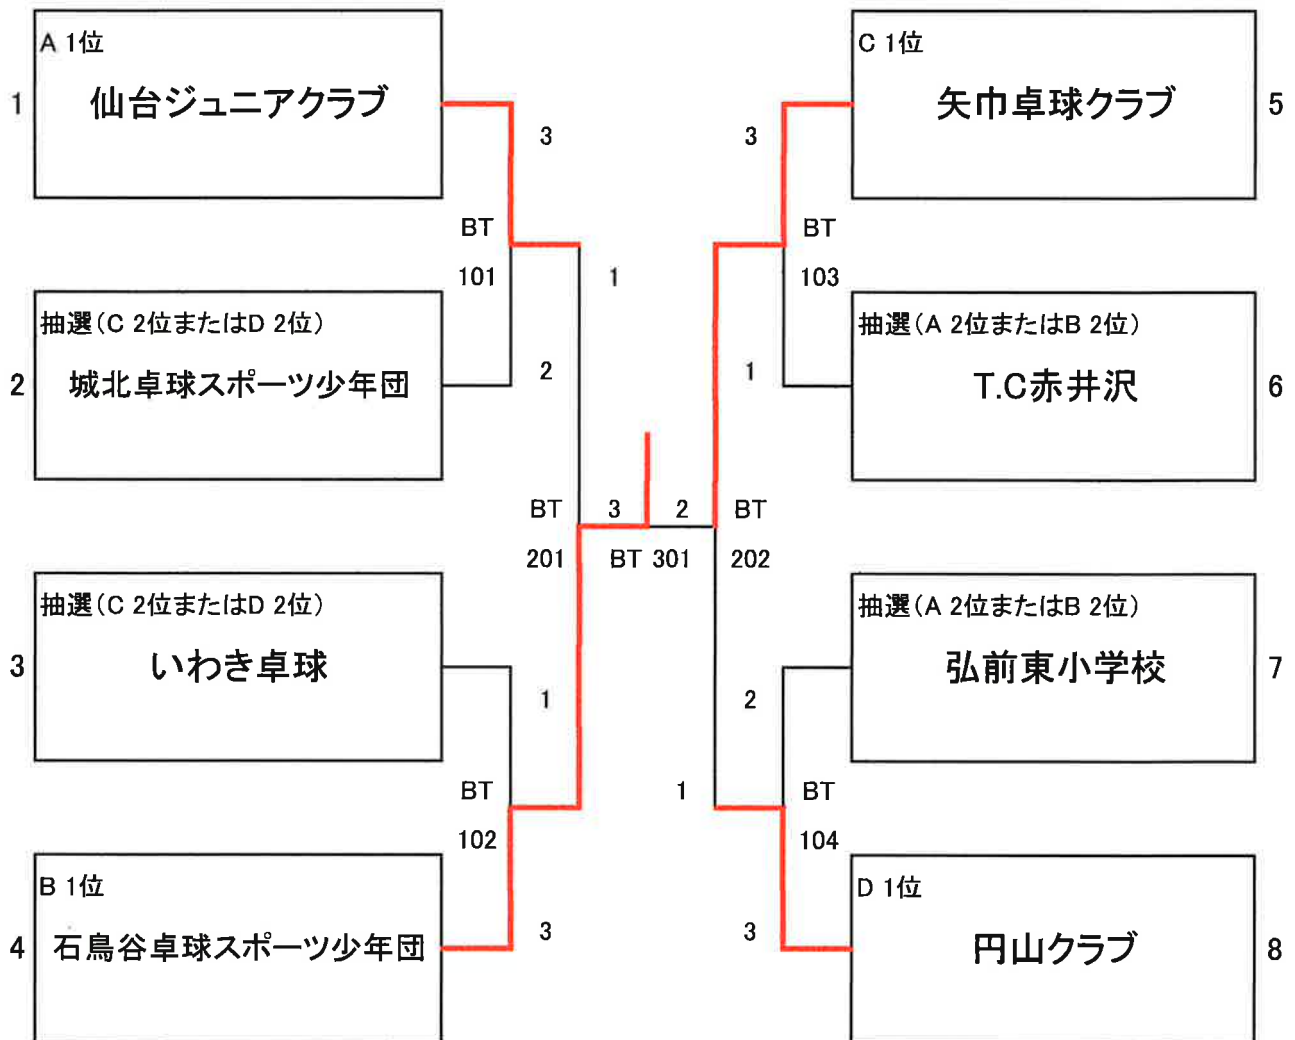 A 1位
1
仙台ジュニアクラブ
3
BT
101
1
抽選(C 2位またはD 2位)
2
城北卓球スポーツ少年団
2
BT
201
3
2
BT 301
抽選(C 2位またはD 2位)
3
いわき卓球
1
BT
102
B 1位
4
石鳥谷卓球スポーツ少年団
3
C 1位
矢巾卓球クラブ
5
3
BT
103
抽選(A 2位またはB 2位)
1
T.C赤井沢
6
BT
202
抽選(A 2位またはB 2位)
弘前東小学校
7
2
1
BT
104
D 1位
3
円山クラブ
8